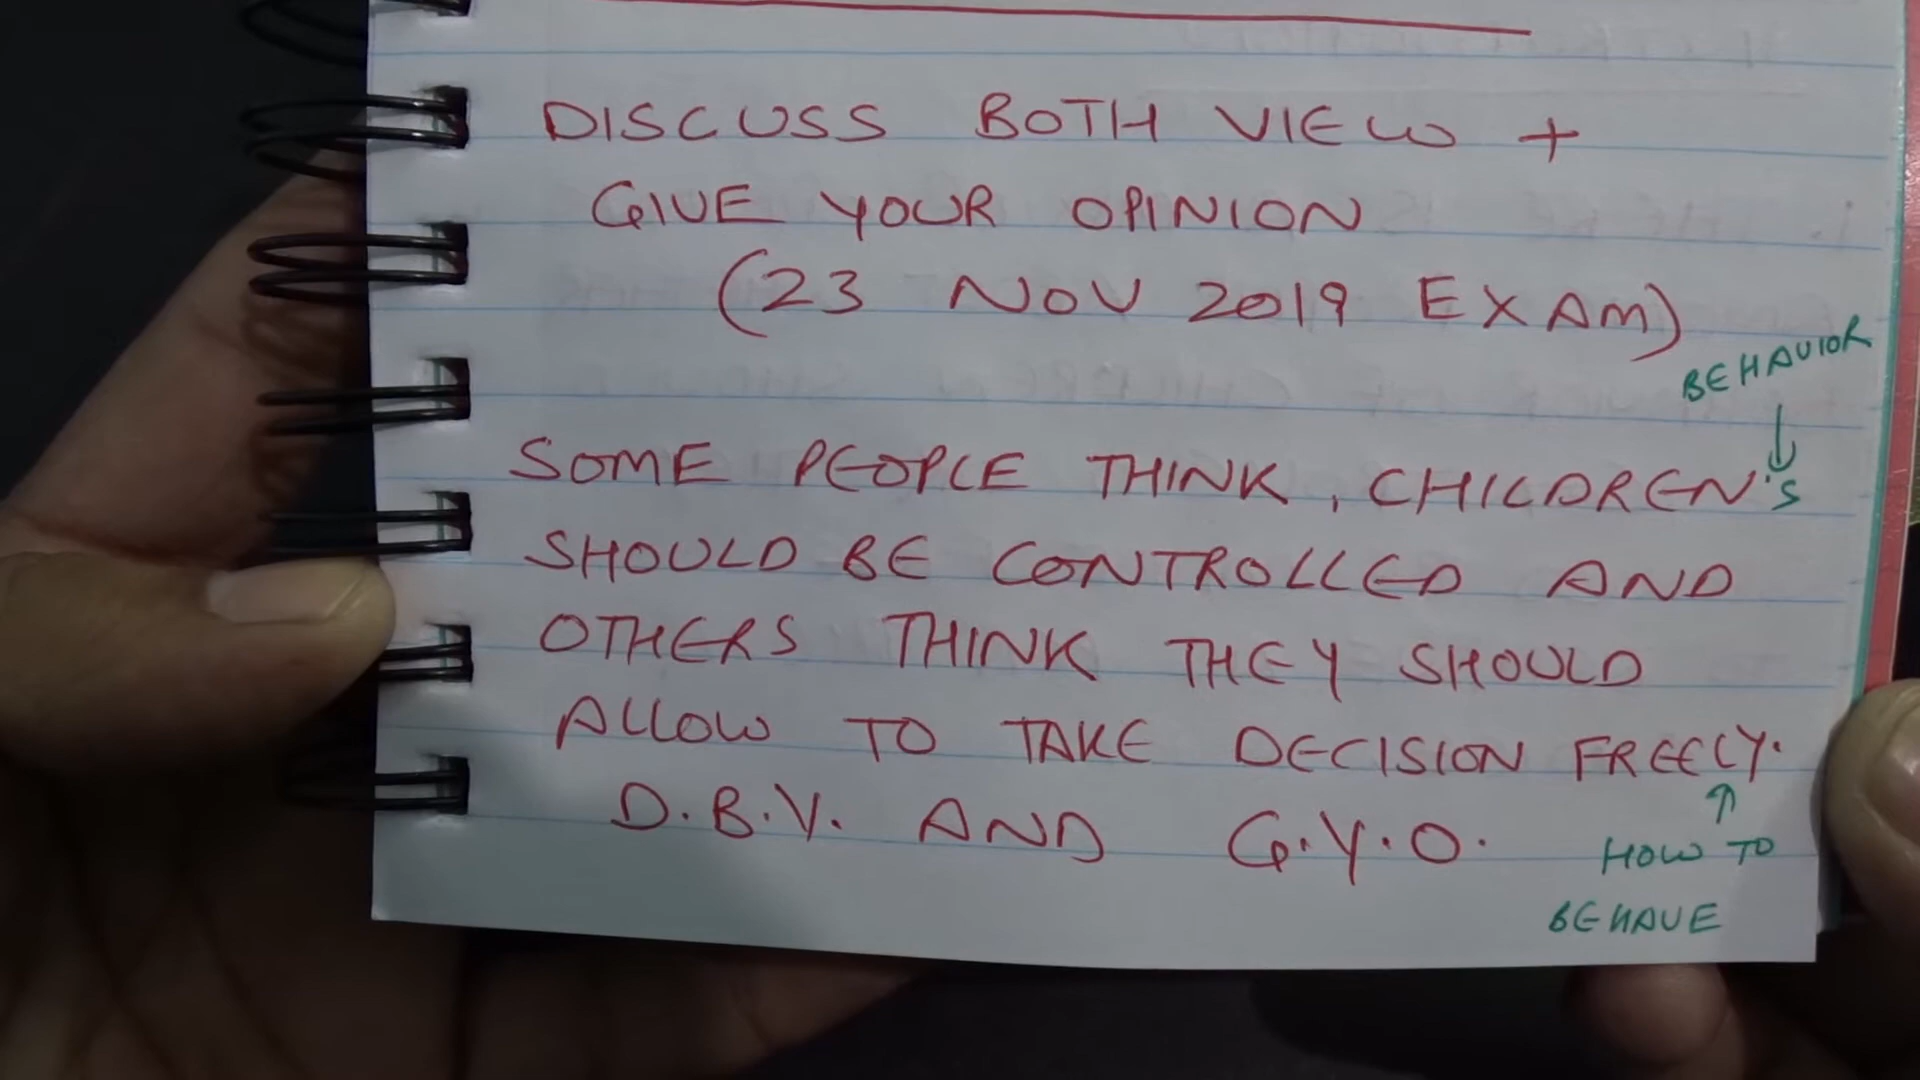 DISCUSS BOTH VIEW +
GIVE YOUR OPINION
(23 NOV 2019 EXAM)
BEHAVIOR
SOME PEOPLE THINK, CHILDREN'S
SHOULD BE CONTROLLED AND
OTHERS THINK THEY SHOULD
ALLOW TO TAKE DECISION FREELY.
D.B.V. AND G.Y.O.
HOW TO
BEHAVE